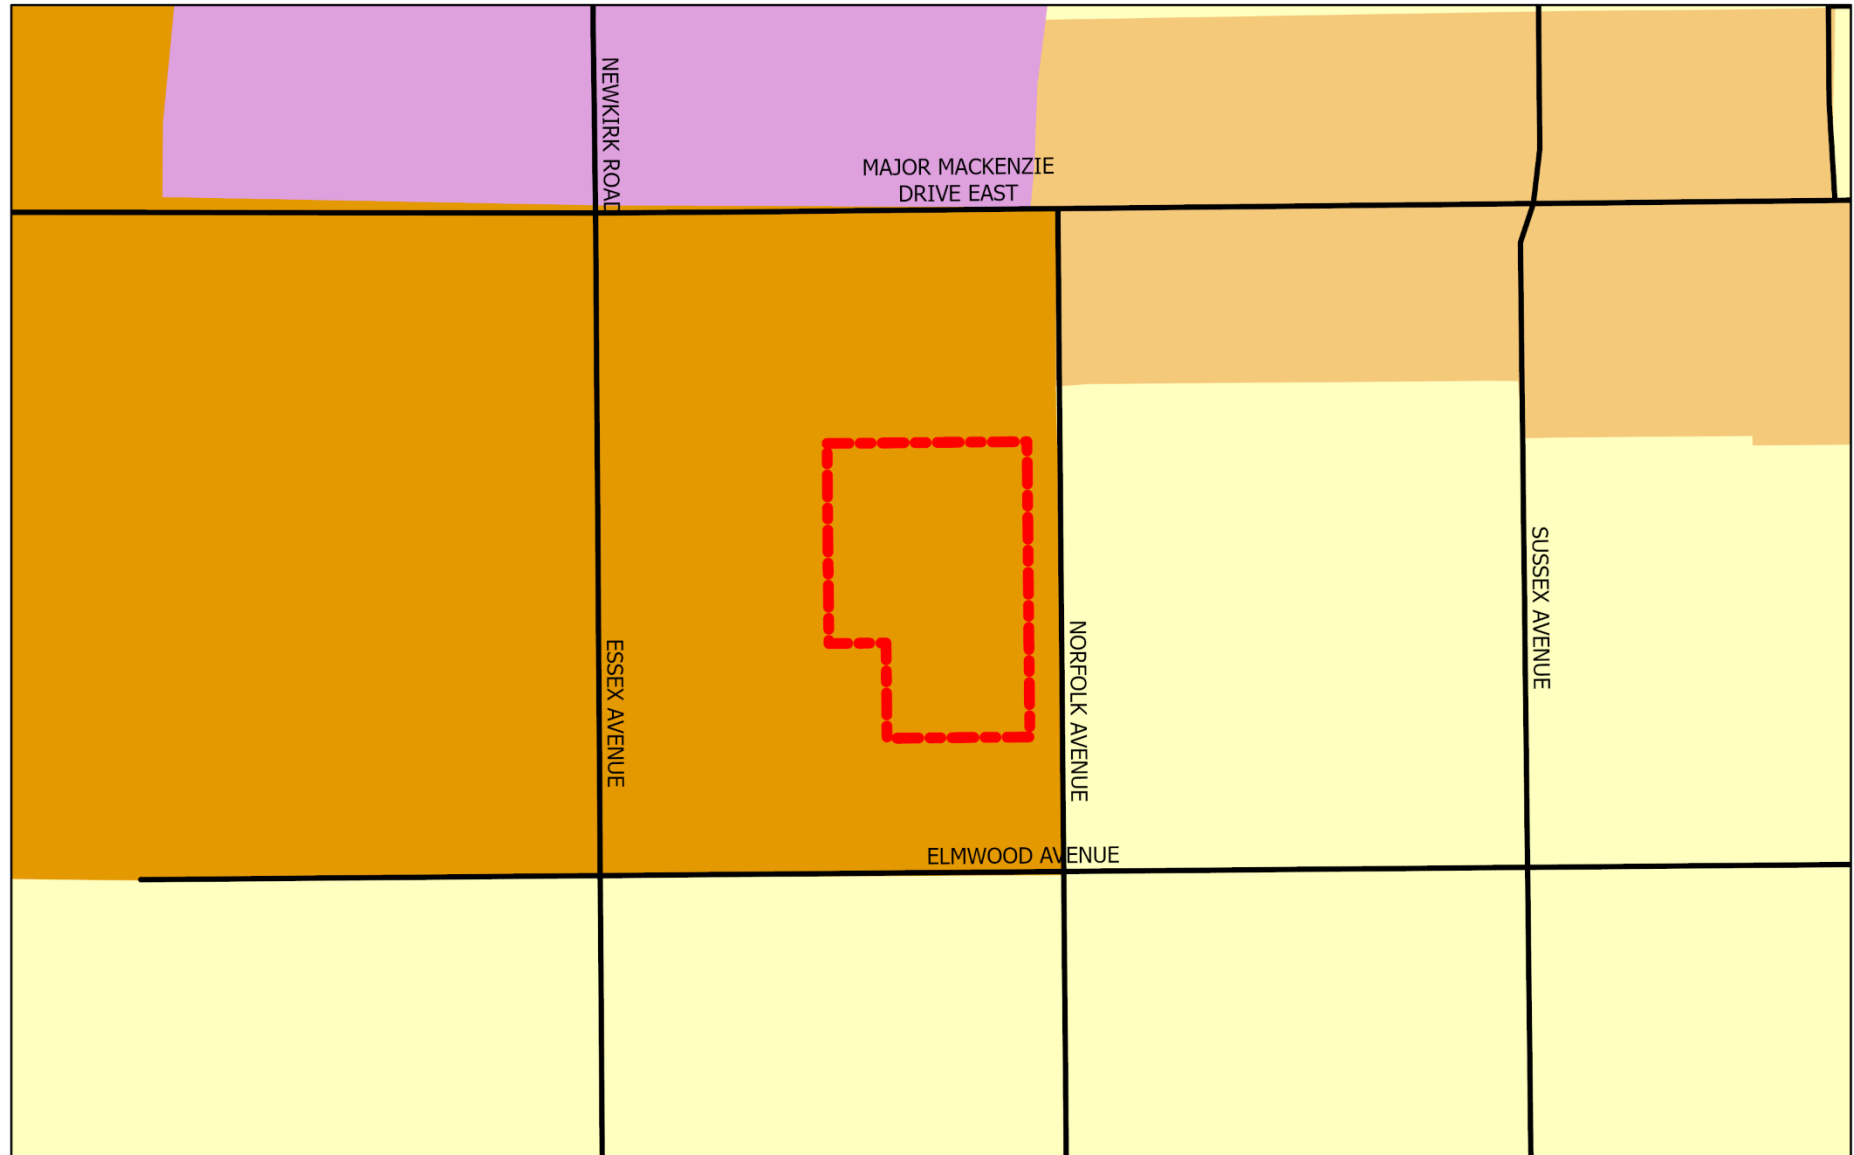 NEWKIRK ROAD
MAJOR MACKENZIE
DRIVE EAST
SUSSEX AVENUE
NORFOLK AVENUE
ESSEX AVENUE
ELMWOOD AVENUE